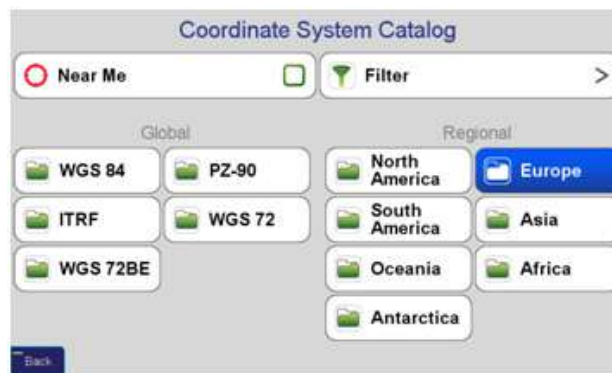 Coordinate System Catalog
Near Me
Filter
Global
Regional
WGS 84
PZ-90
North
America
Europe
ITRF
WGS 72
South
America
Asia
WGS 72BE
Oceania
Africa
Antarctica
Back